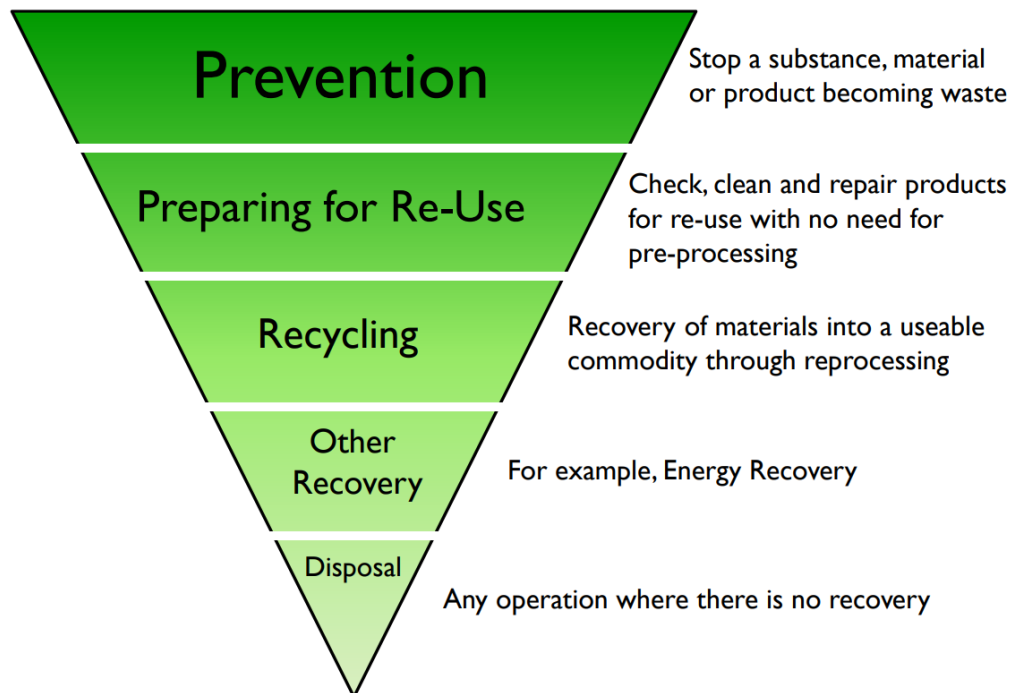 Prevention
Stop a substance, material
or product becoming waste
Preparing for Re-Use
Check, clean and repair products
for re-use with no need for
pre-processing
Recycling
Recovery of materials into a useable
commodity through reprocessing
Other
Recovery
For example, Energy Recovery
Disposal
Any operation where there is no recovery